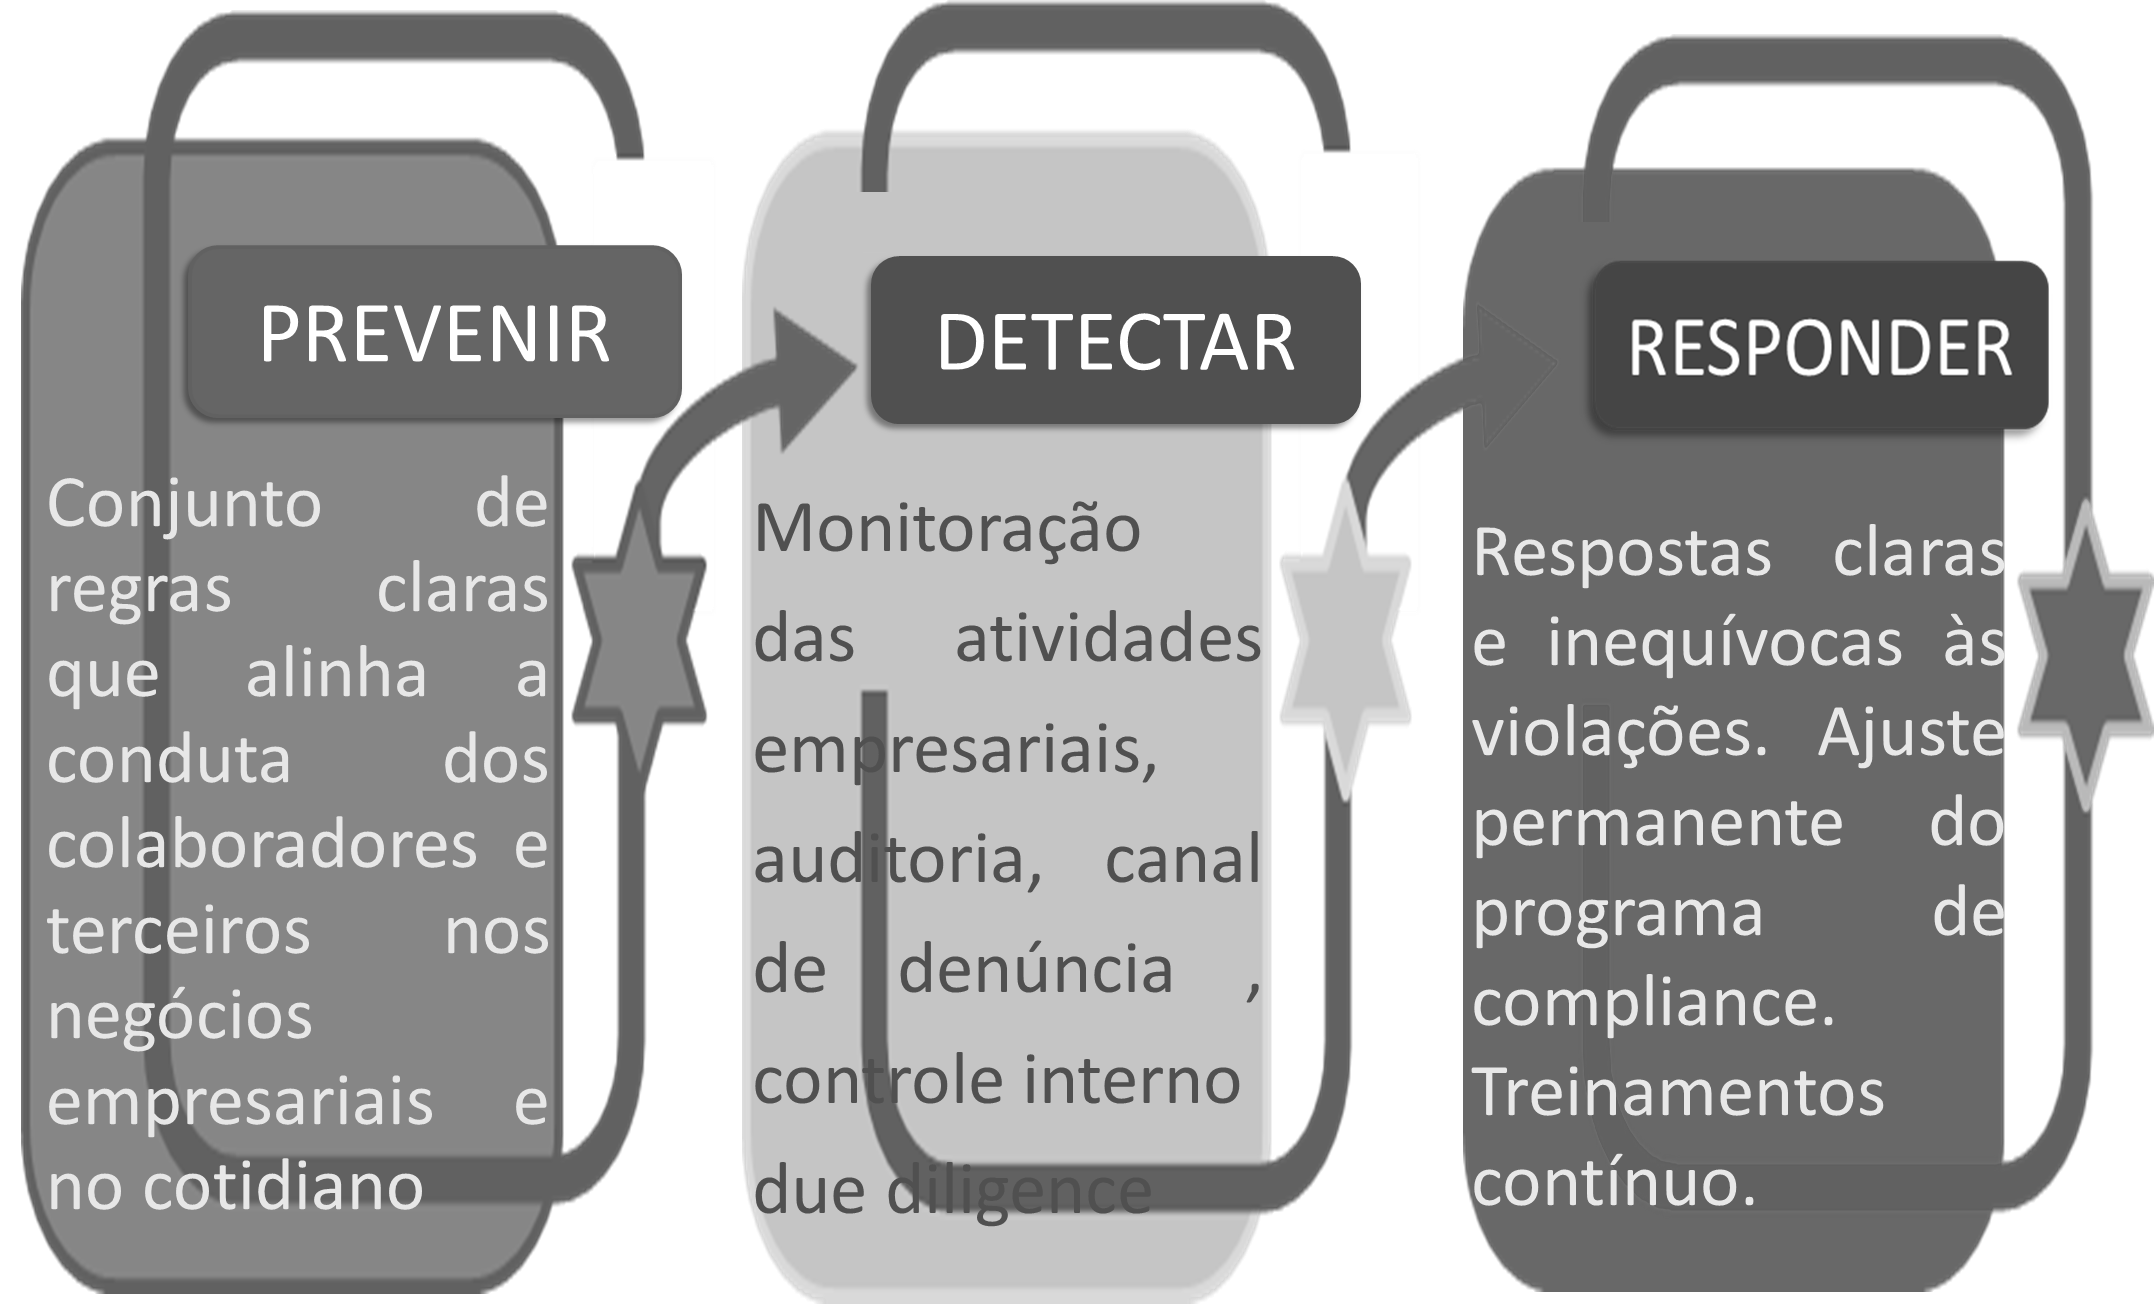 PREVENIR
Conjunto de
regras claras
que alinha a
conduta dos
colaboradores e
terceiros nos
negócios
empresariais e
no cotidiano
DETECTAR
Monitoração
das atividades
empresariais,
auditoria, canal
de denúncia ,
controle interno
due diligence
RESPONDER
Respostas claras
e inequívocas às
violações. Ajuste
permanente do
programa de
compliance.
Treinamentos
contínuo.